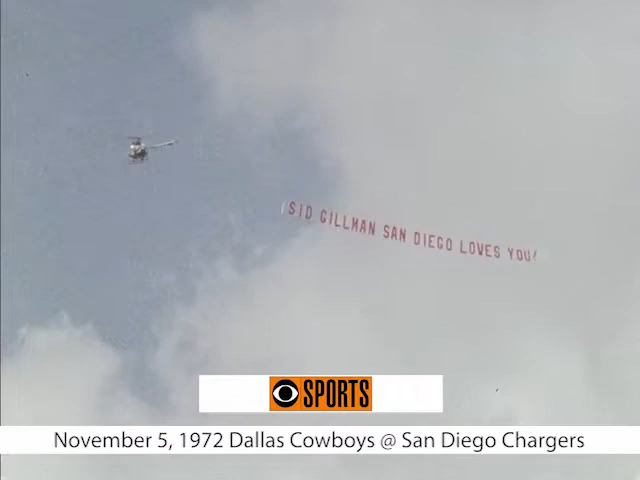 SID GILLMAN SAN DIEGO LOVES YOU!
SPORTS
November 5, 1972 Dallas Cowboys @ San Diego Chargers